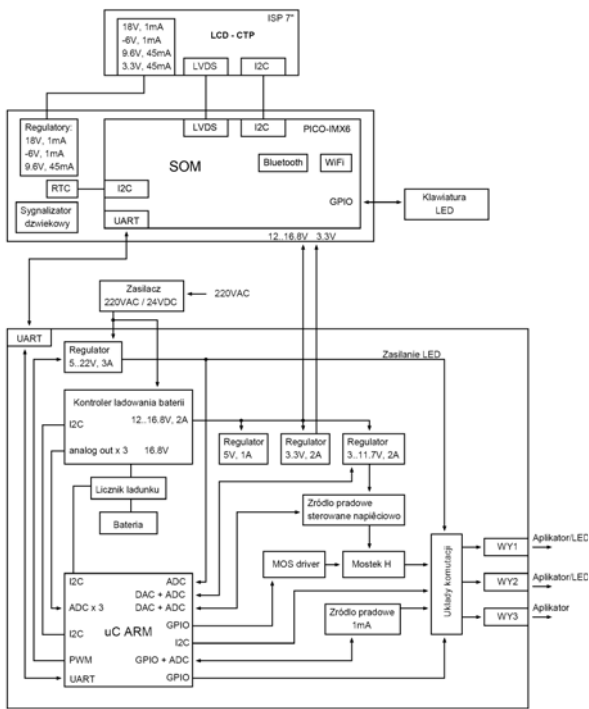 ISP 7"
18V, 1mA
-6V, 1mA
9.6V, 45mA
3.3V, 45mA
LCD - CTP
LVDS
I2C
Regulatory:
18V, 1mA
-6V, 1mA
9.6V, 45mA
LVDS
I2C
PICO-IMX6
SOM
Bluetooth
WiFi
RTC
I2C
GPIO
Klawiatura
LED
Sygnalizator
dzwiekowy
UART
12..16.8V
3.3V
Zasilacz
220VAC / 24VDC
220VAC
UART
Regulator
5..22V, 3A
Zasilanie LED
Kontroler ladowania baterii
12..16.8V, 2A
I2C
analog out x 3
16.8V
Regulator
5V, 1A
Regulator
3.3V, 2A
Regulator
3..11.7V, 2A
Licznik ladunku
Bateria
Zródlo pradowe
sterowane napiêciowo
MOS driver
Mostek H
Uklady komutacji
WY1
Aplikator/LED
WY2
Aplikator/LED
WY3
Aplikator
Zródlo pradowe
1mA
I2C
ADC
DAC + ADC
ADC x 3
DAC + ADC
GPIO
I2C
uC ARM
I2C
PWM
GPIO + ADC
UART
GPIO